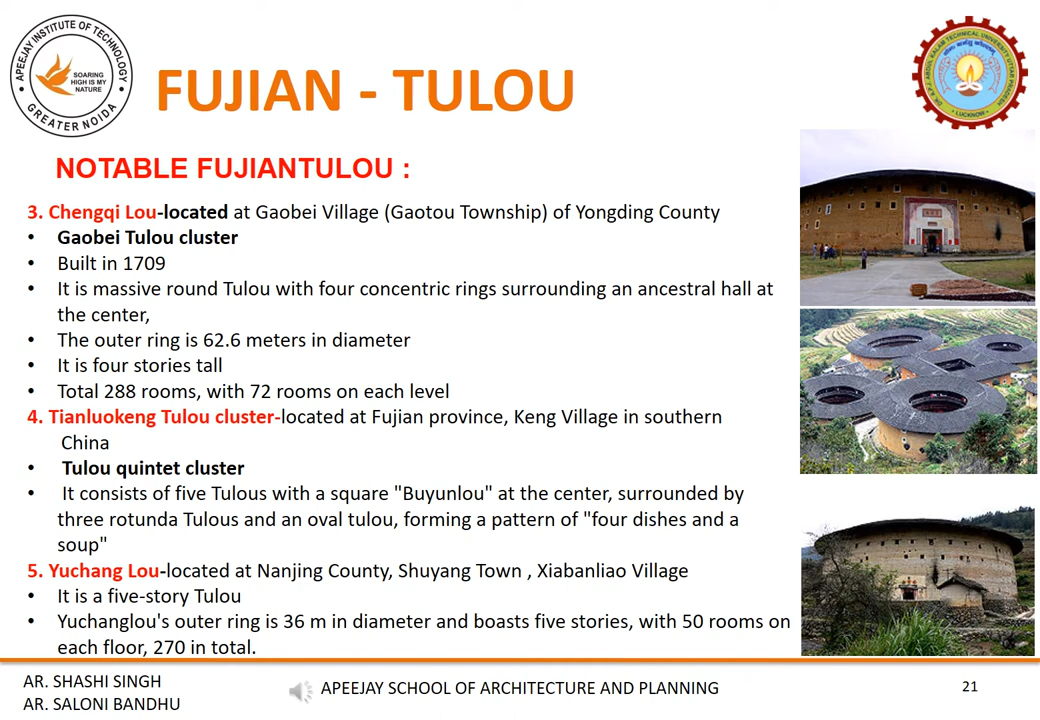 APEEJAY INSTITUTE OF TECHNOLOGY
SOARING
HIGH IS MY
NATURE
GREATER NOIDA
FUJIAN - TULOU
DR. A.P.J. ABDUL KALAM TECHNICAL UNIVERSITY UTTAR PRADESH
LUCKNOW
NOTABLE FUJIANTULOU :
3. Chengqi Lou-located at Gaobei Village (Gaotou Township) of Yongding County
• Gaobei Tulou cluster
• Built in 1709
• It is massive round Tulou with four concentric rings surrounding an ancestral hall at
the center,
• The outer ring is 62.6 meters in diameter
• It is four stories tall
• Total 288 rooms, with 72 rooms on each level
4. Tianluokeng Tulou cluster-located at Fujian province, Keng Village in southern
China
• Tulou quintet cluster
• It consists of five Tulous with a square "Buyunlou" at the center, surrounded by
three rotunda Tulous and an oval tulou, forming a pattern of "four dishes and a
soup"
5. Yuchang Lou-located at Nanjing County, Shuyang Town , Xiabanliao Village
• It is a five-story Tulou
• Yuchanglou's outer ring is 36 m in diameter and boasts five stories, with 50 rooms on
each floor, 270 in total.
AR. SHASHI SINGH
AR. SALONI BANDHU
APEEJAY SCHOOL OF ARCHITECTURE AND PLANNING
21